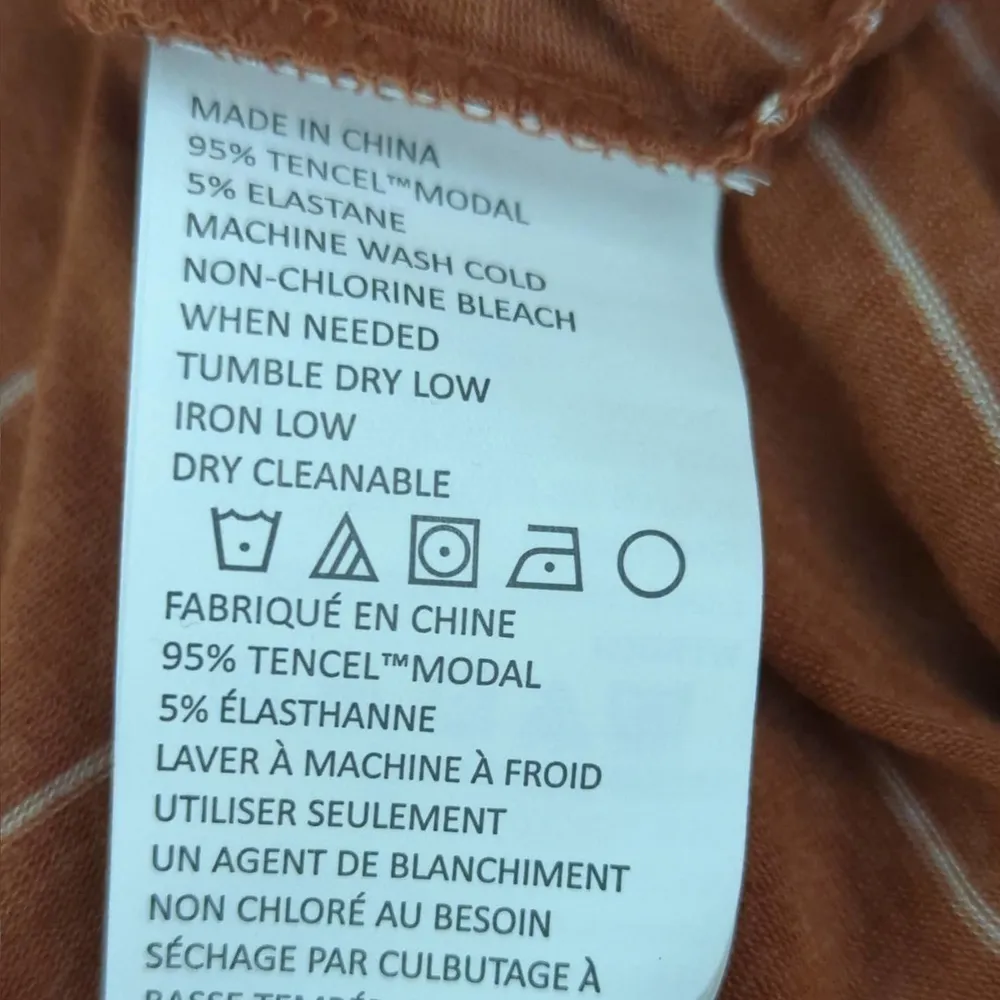 MADE IN CHINA
95% TENCEL™MODAL
5% ELASTANE
MACHINE WASH COLD
NON-CHLORINE BLEACH
WHEN NEEDED
TUMBLE DRY LOW
IRON LOW
DRY CLEANABLE
FABRIQUÉ EN CHINE
95% TENCEL™MODAL
5% ÉLASTHANNE
LAVER À MACHINE À FROID
UTILISER SEULEMENT
UN AGENT DE BLANCHIMENT
NON CHLORÉ AU BESOIN
SÉCHAGE PAR CULBUTAGE À